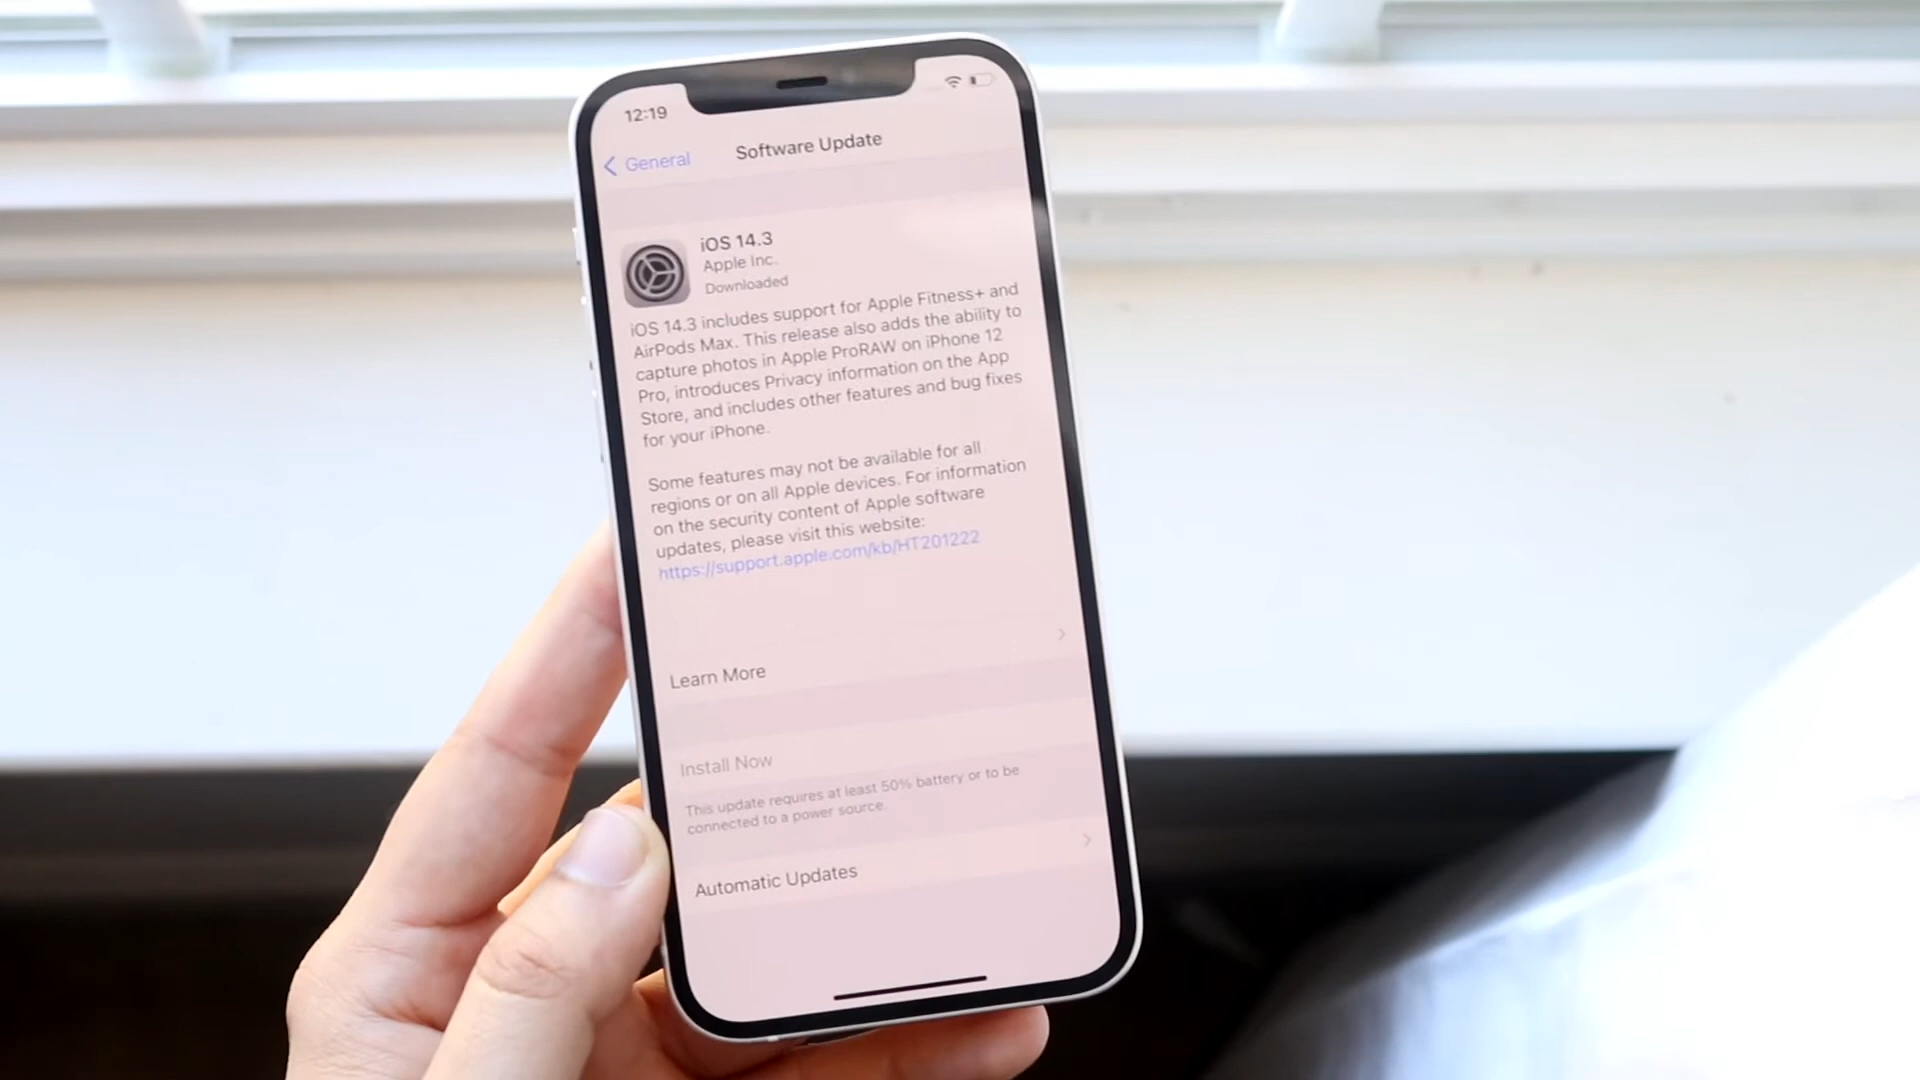 12:19
General
Software Update
iOS 14.3
Apple Inc.
Downloaded
iOS 14.3 includes support for Apple Fitness+ and
AirPods Max. This release also adds the ability to
capture photos in Apple ProRAW on iPhone 12
Pro, introduces Privacy information on the App
Store, and includes other features and bug fixes
for your iPhone.
Some features may not be available for all
regions or on all Apple devices. For information
on the security content of Apple software
updates, please visit this website:
https://support.apple.com/kb/HT201222
Learn More
Install Now
This update requires at least 50% battery or to be
connected to a power source.
Automatic Updates